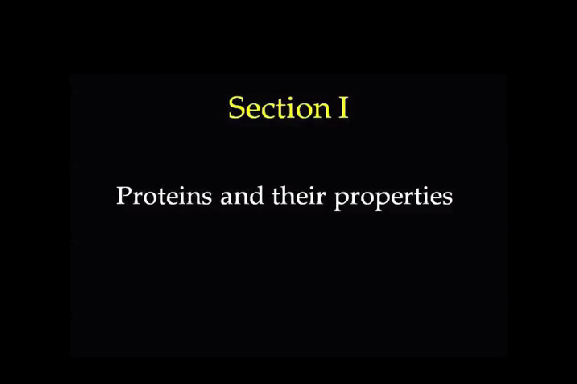 Section I
Proteins and their properties